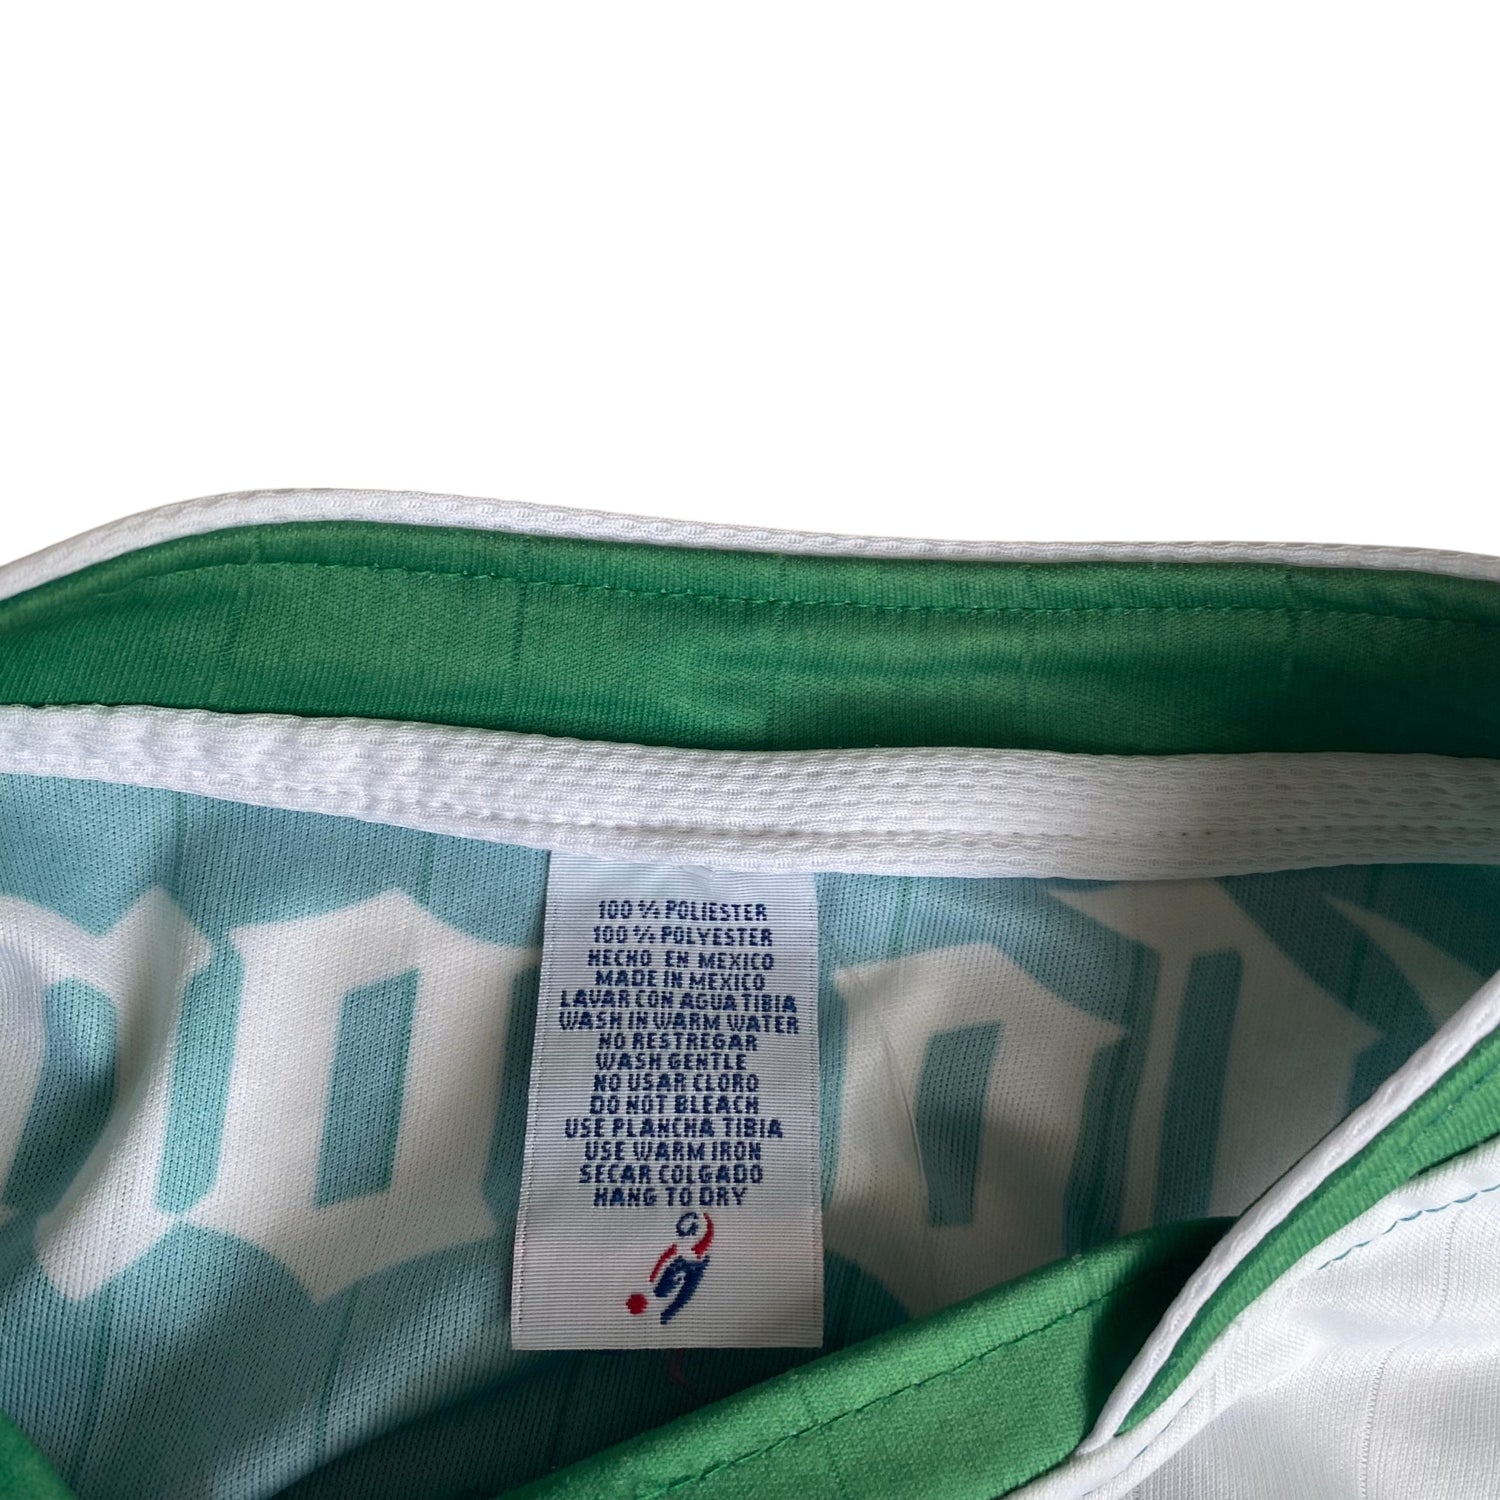 100 % POLIESTER
100 % POLYESTER
HECHO EN MEXICO
MADE IN MEXICO
LAVAR CON AGUA TIBIA
WASH IN WARM WATER
NO RESTREGAR
WASH GENTLE
NO USAR CLORO
DO NOT BLEACH
USE PLANCHA TIBIA
USE WARM IRON
SECAR COLGADO
HANG TO DRY
G